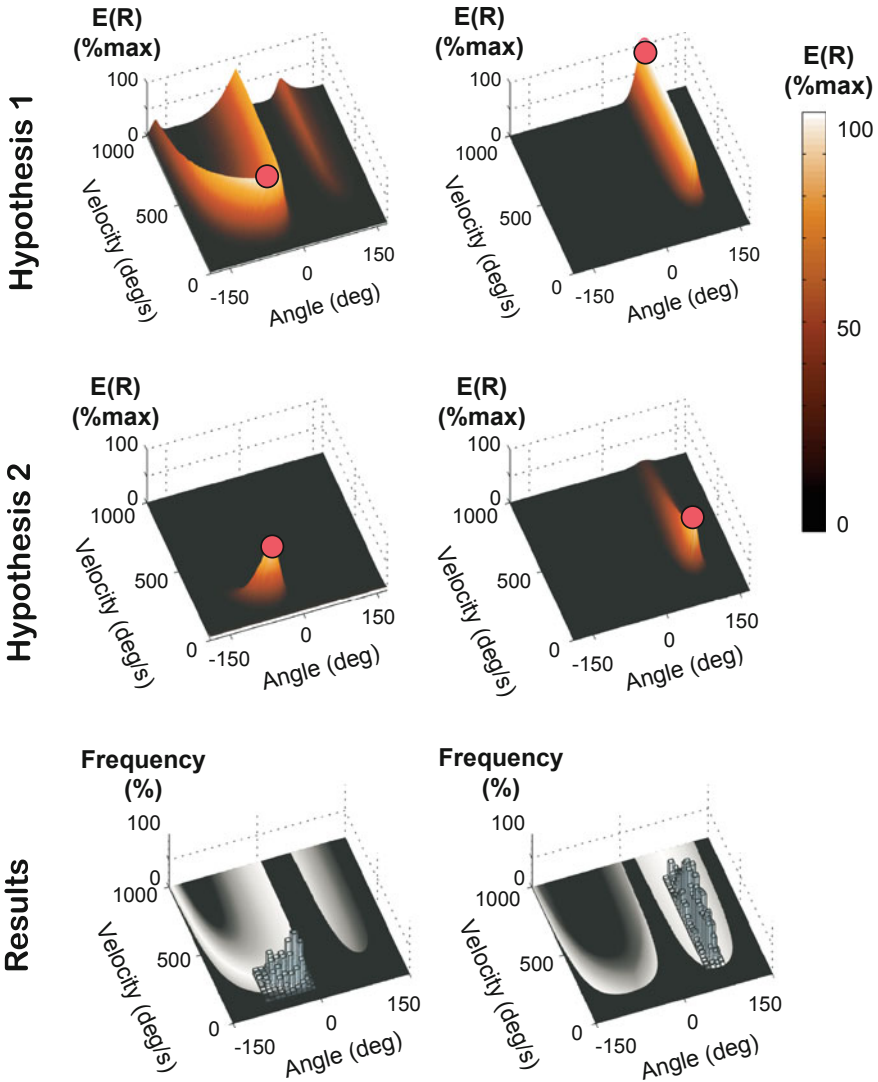 Hypothesis 1
E(R)
(%max)
100
0
1000
500
0
Velocity (deg/s)
-150
0
150
Angle (deg)
E(R)
(%max)
100
0
1000
500
0
Velocity (deg/s)
-150
0
150
Angle (deg)
E(R)
(%max)
100
50
0
Hypothesis 2
E(R)
(%max)
100
0
1000
500
0
Velocity (deg/s)
-150
0
150
Angle (deg)
E(R)
(%max)
100
0
1000
500
0
Velocity (deg/s)
-150
0
150
Angle (deg)
Results
Frequency
(%)
100
0
1000
500
0
Velocity (deg/s)
-150
0
150
Angle (deg)
Frequency
(%)
100
0
1000
500
0
Velocity (deg/s)
-150
0
150
Angle (deg)